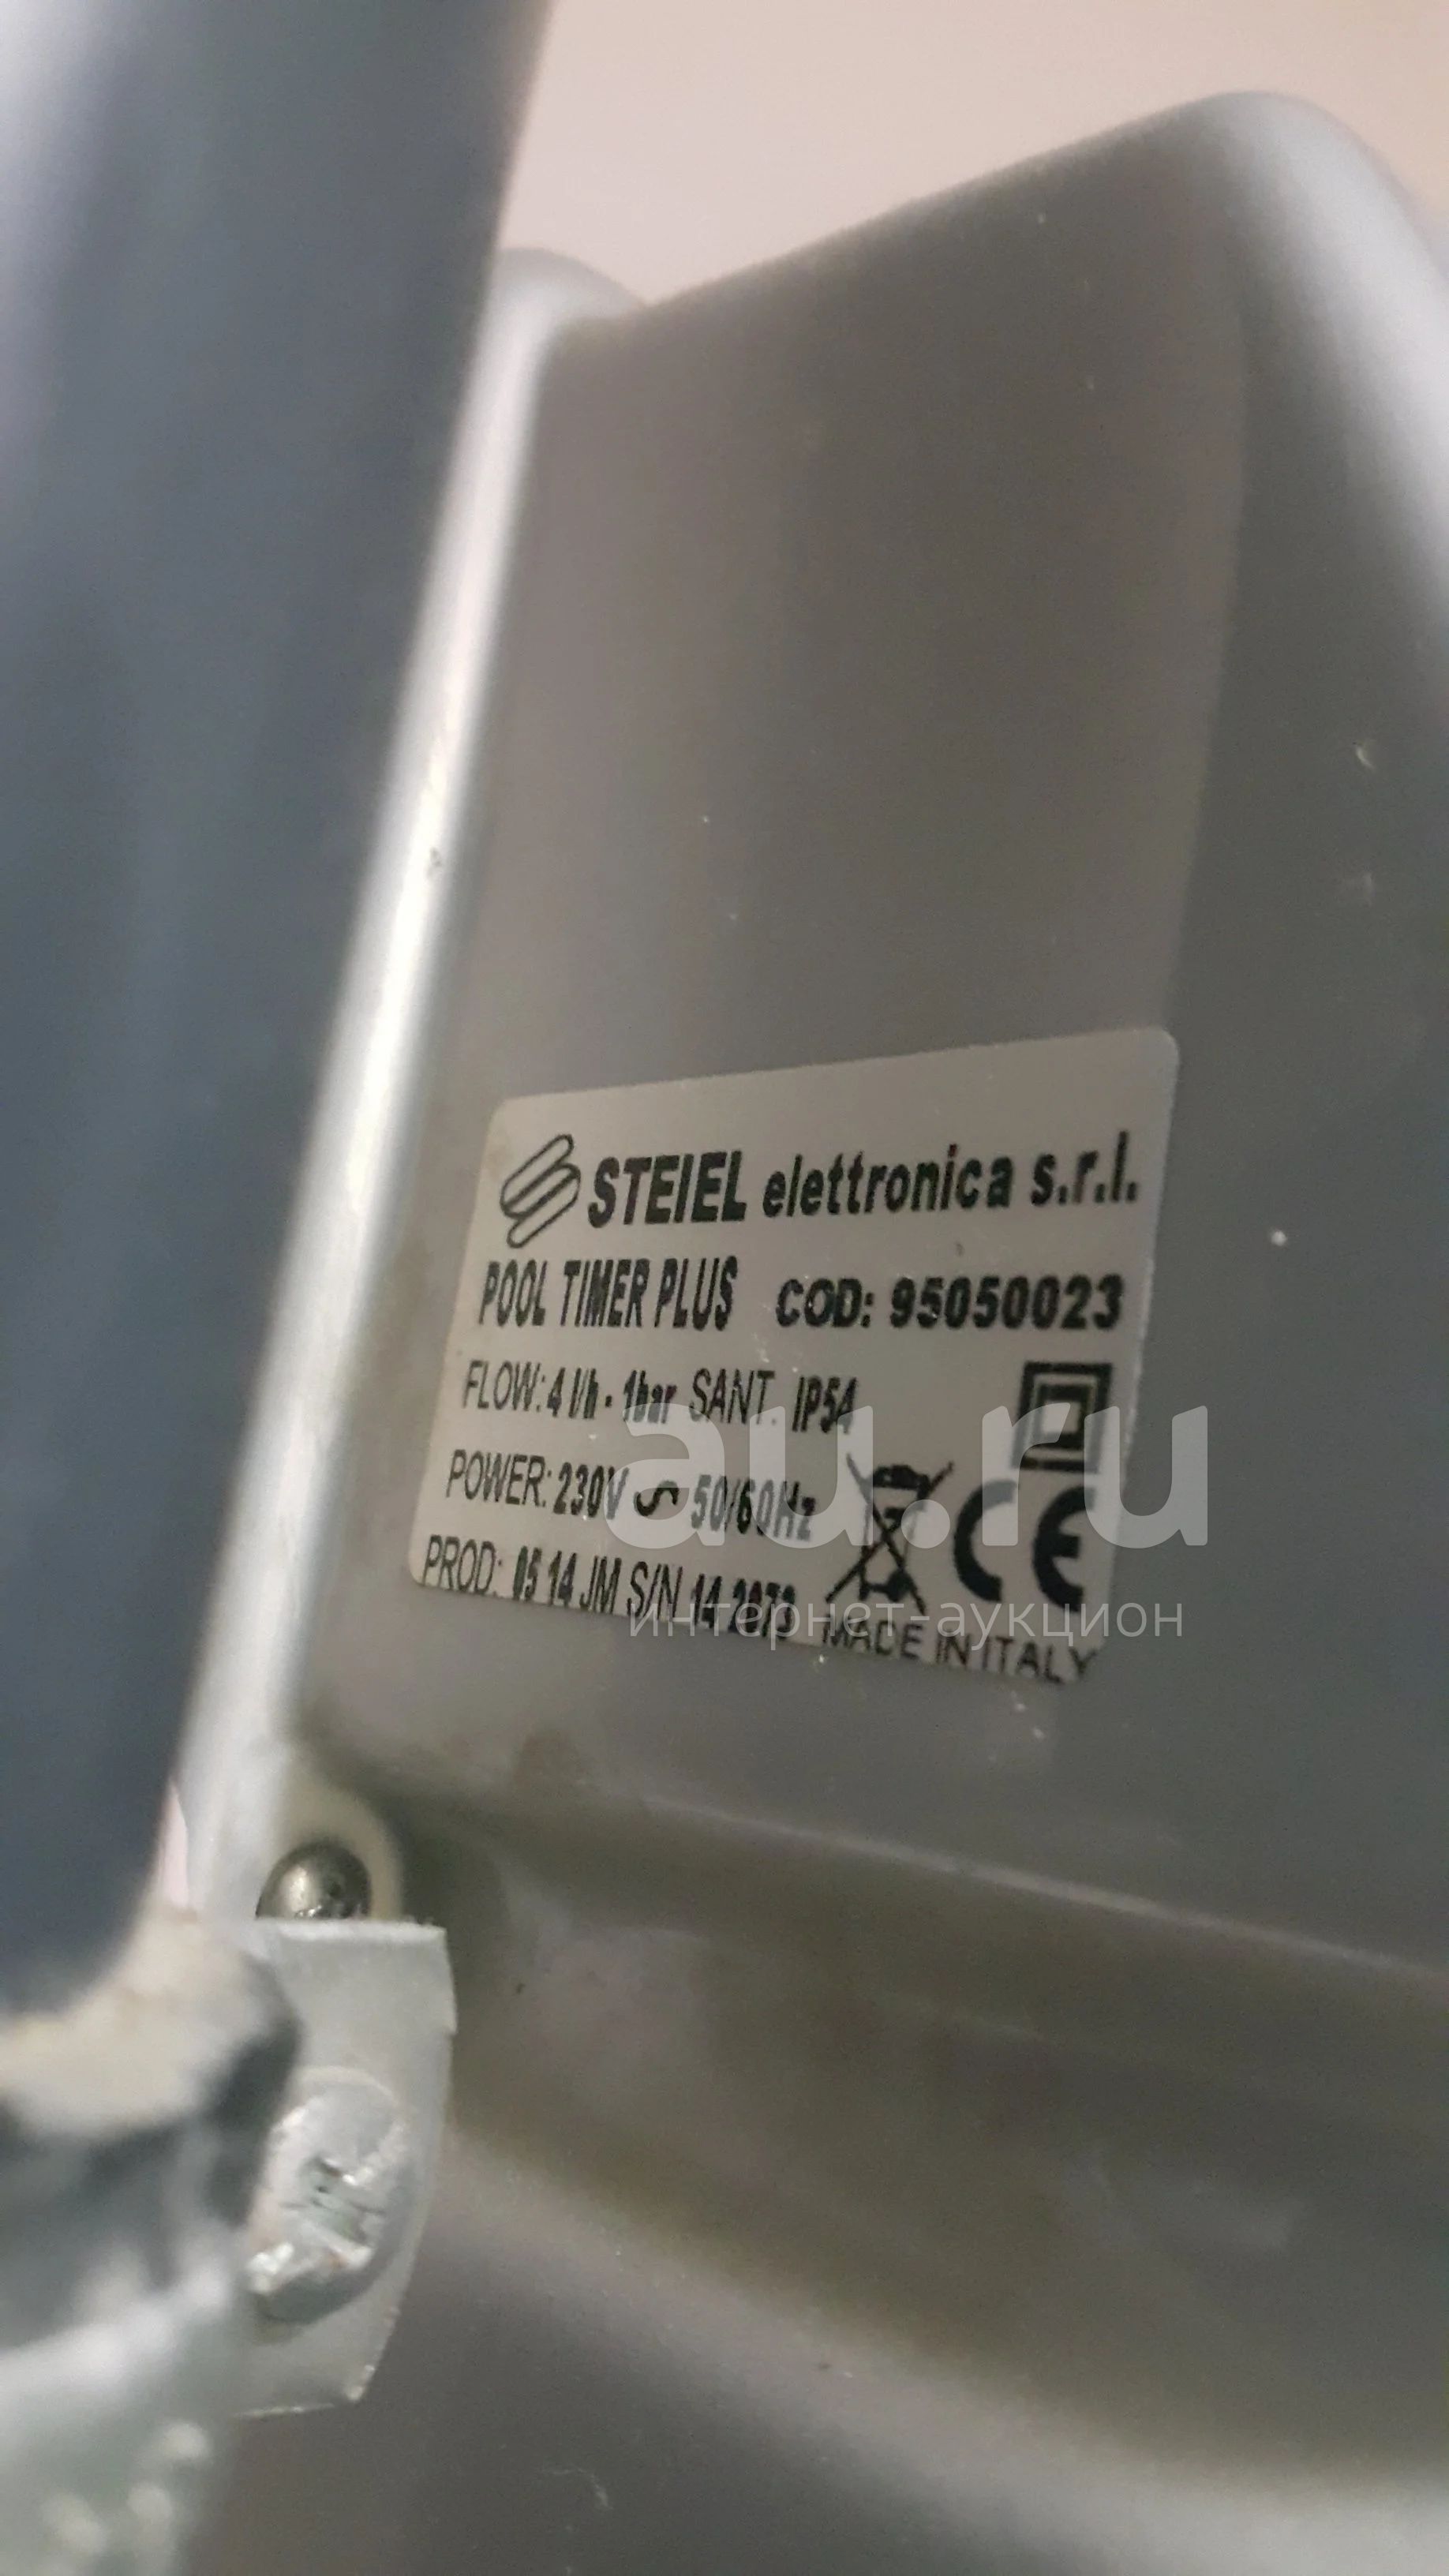 STEIEL elettronica s.r.l.
POOL TIMER PLUS COD: 95050023
FLOW: 4 l/h - 1bar SANT. IP54
POWER: 230V ~ 50/60Hz
PROD: 05 14 JM S/N 14 2073
CE
MADE IN ITALY
au.ru
интернет-аукцион